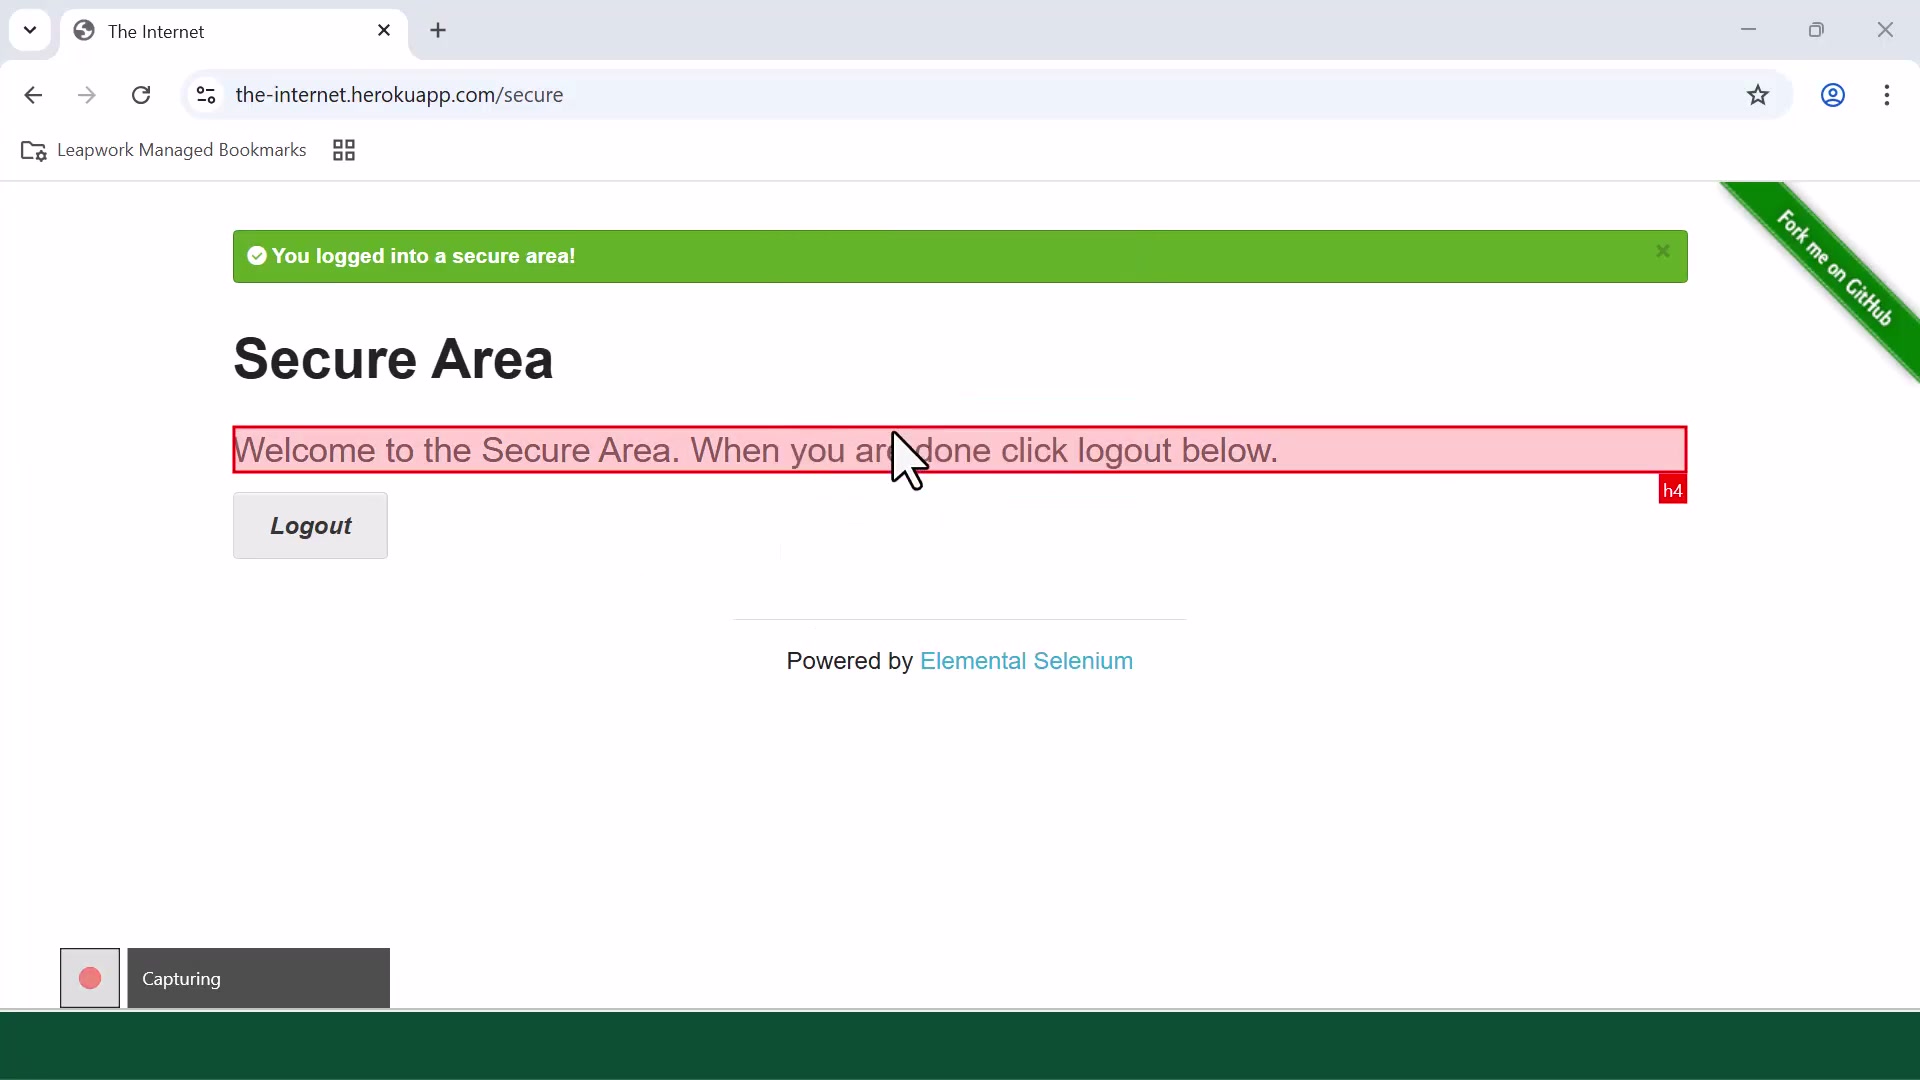 The Internet
the-internet.herokuapp.com/secure
Leapwork Managed Bookmarks
Fork me on GitHub
You logged into a secure area!
Secure Area
Welcome to the Secure Area. When you are done click logout below.
h4
Logout
Powered by Elemental Selenium
Capturing